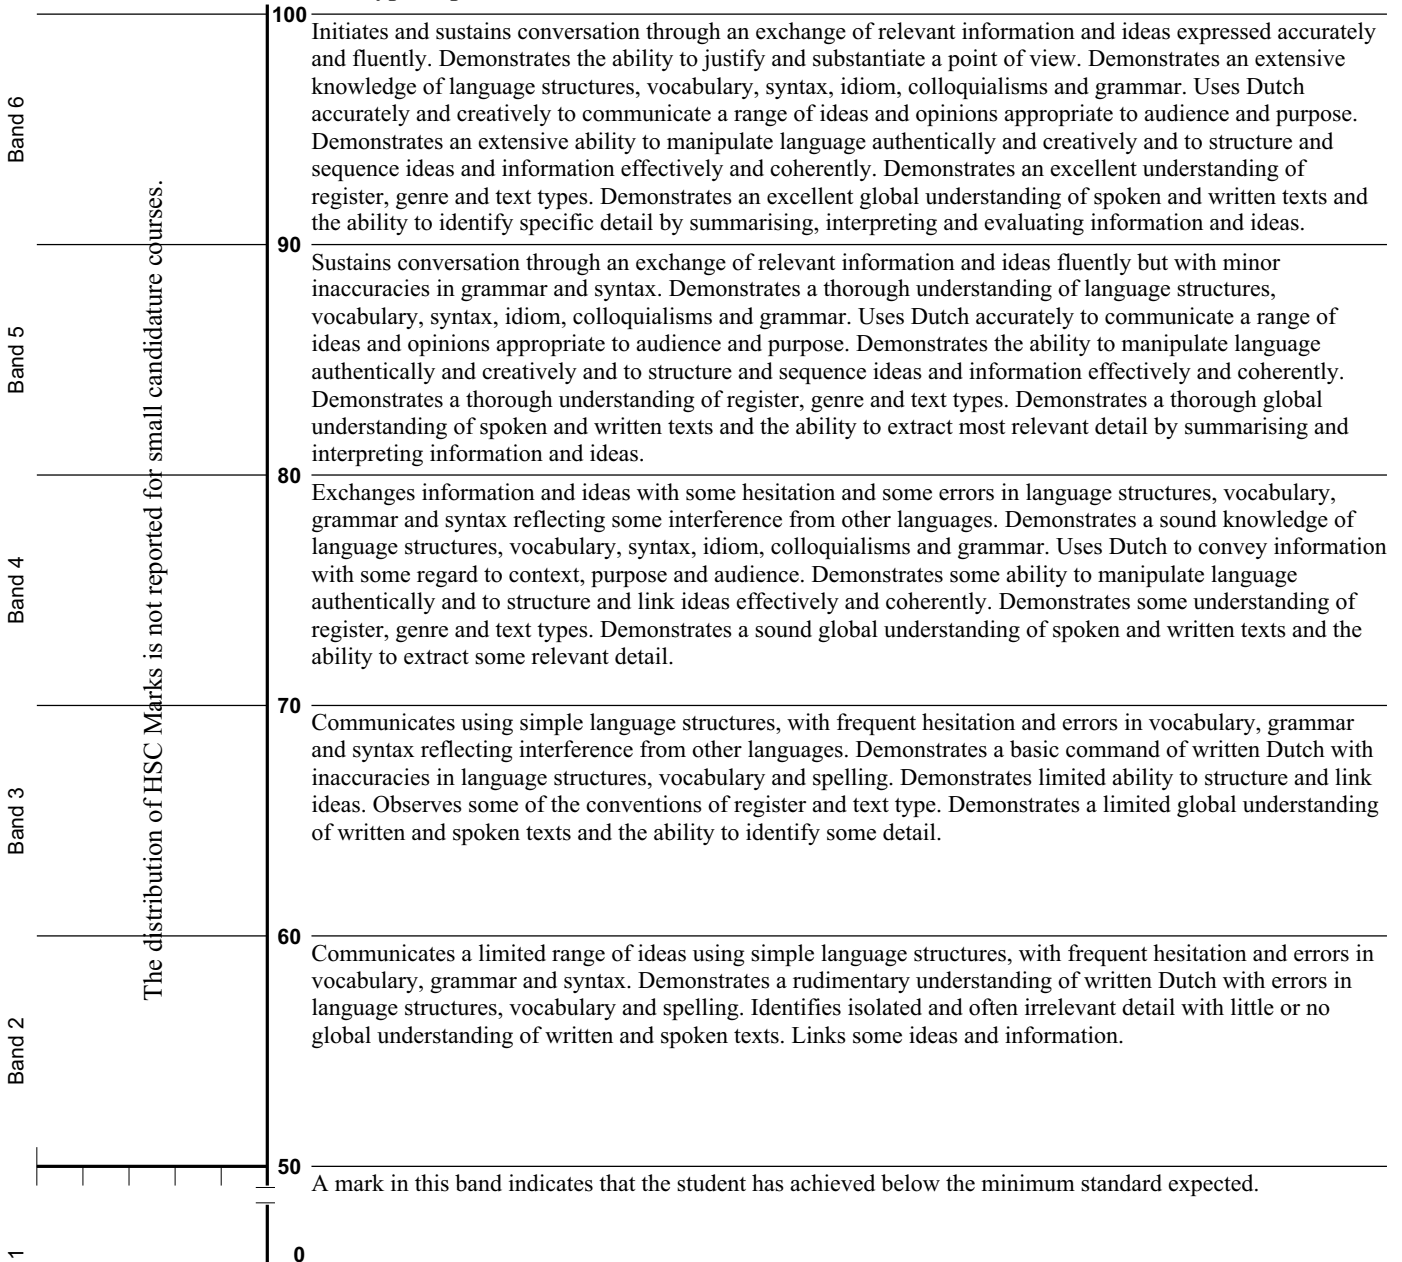 100
Band 6
Initiates and sustains conversation through an exchange of relevant information and ideas expressed accurately
and fluently. Demonstrates the ability to justify and substantiate a point of view. Demonstrates an extensive
knowledge of language structures, vocabulary, syntax, idiom, colloquialisms and grammar. Uses Dutch
accurately and creatively to communicate a range of ideas and opinions appropriate to audience and purpose.
Demonstrates an extensive ability to manipulate language authentically and creatively and to structure and
sequence ideas and information effectively and coherently. Demonstrates an excellent understanding of
register, genre and text types. Demonstrates an excellent global understanding of spoken and written texts and
the ability to identify specific detail by summarising, interpreting and evaluating information and ideas.
The distribution of HSC Marks is not reported for small candidature courses.
90
Band 5
Sustains conversation through an exchange of relevant information and ideas fluently but with minor
inaccuracies in grammar and syntax. Demonstrates a thorough understanding of language structures,
vocabulary, syntax, idiom, colloquialisms and grammar. Uses Dutch accurately to communicate a range of
ideas and opinions appropriate to audience and purpose. Demonstrates the ability to manipulate language
authentically and creatively and to structure and sequence ideas and information effectively and coherently.
Demonstrates a thorough understanding of register, genre and text types. Demonstrates a thorough global
understanding of spoken and written texts and the ability to extract most relevant detail by summarising and
interpreting information and ideas.
80
Band 4
Exchanges information and ideas with some hesitation and some errors in language structures, vocabulary,
grammar and syntax reflecting some interference from other languages. Demonstrates a sound knowledge of
language structures, vocabulary, syntax, idiom, colloquialisms and grammar. Uses Dutch to convey information
with some regard to context, purpose and audience. Demonstrates some ability to manipulate language
authentically and to structure and link ideas effectively and coherently. Demonstrates some understanding of
register, genre and text types. Demonstrates a sound global understanding of spoken and written texts and the
ability to extract some relevant detail.
70
Band 3
Communicates using simple language structures, with frequent hesitation and errors in vocabulary, grammar
and syntax reflecting interference from other languages. Demonstrates a basic command of written Dutch with
inaccuracies in language structures, vocabulary and spelling. Demonstrates limited ability to structure and link
ideas. Observes some of the conventions of register and text type. Demonstrates a limited global understanding
of written and spoken texts and the ability to identify some detail.
60
Band 2
Communicates a limited range of ideas using simple language structures, with frequent hesitation and errors in
vocabulary, grammar and syntax. Demonstrates a rudimentary understanding of written Dutch with errors in
language structures, vocabulary and spelling. Identifies isolated and often irrelevant detail with little or no
global understanding of written and spoken texts. Links some ideas and information.
50
A mark in this band indicates that the student has achieved below the minimum standard expected.
1
0